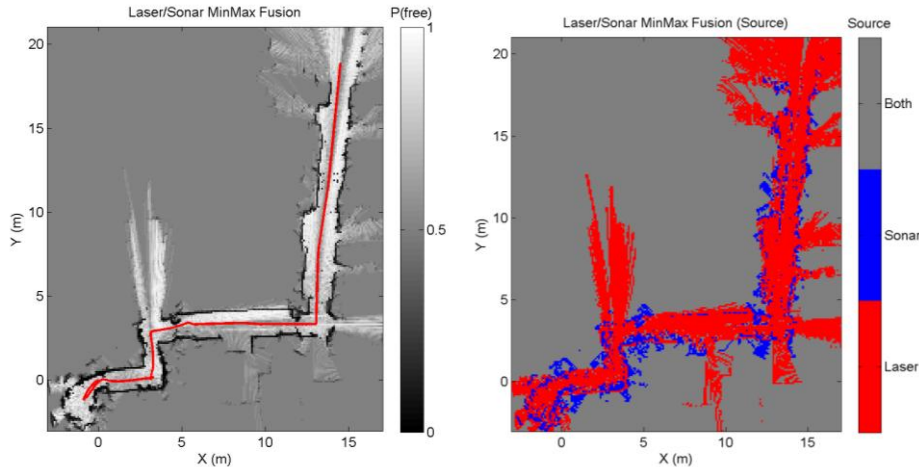 Laser/Sonar MinMax Fusion
P(free)
20
15
10
5
0
Y (m)
0
5
10
15
X (m)
1
0.5
0
Laser/Sonar MinMax Fusion (Source)
Source
20
15
10
5
0
Y (m)
0
5
10
15
X (m)
Both
Sonar
Laser